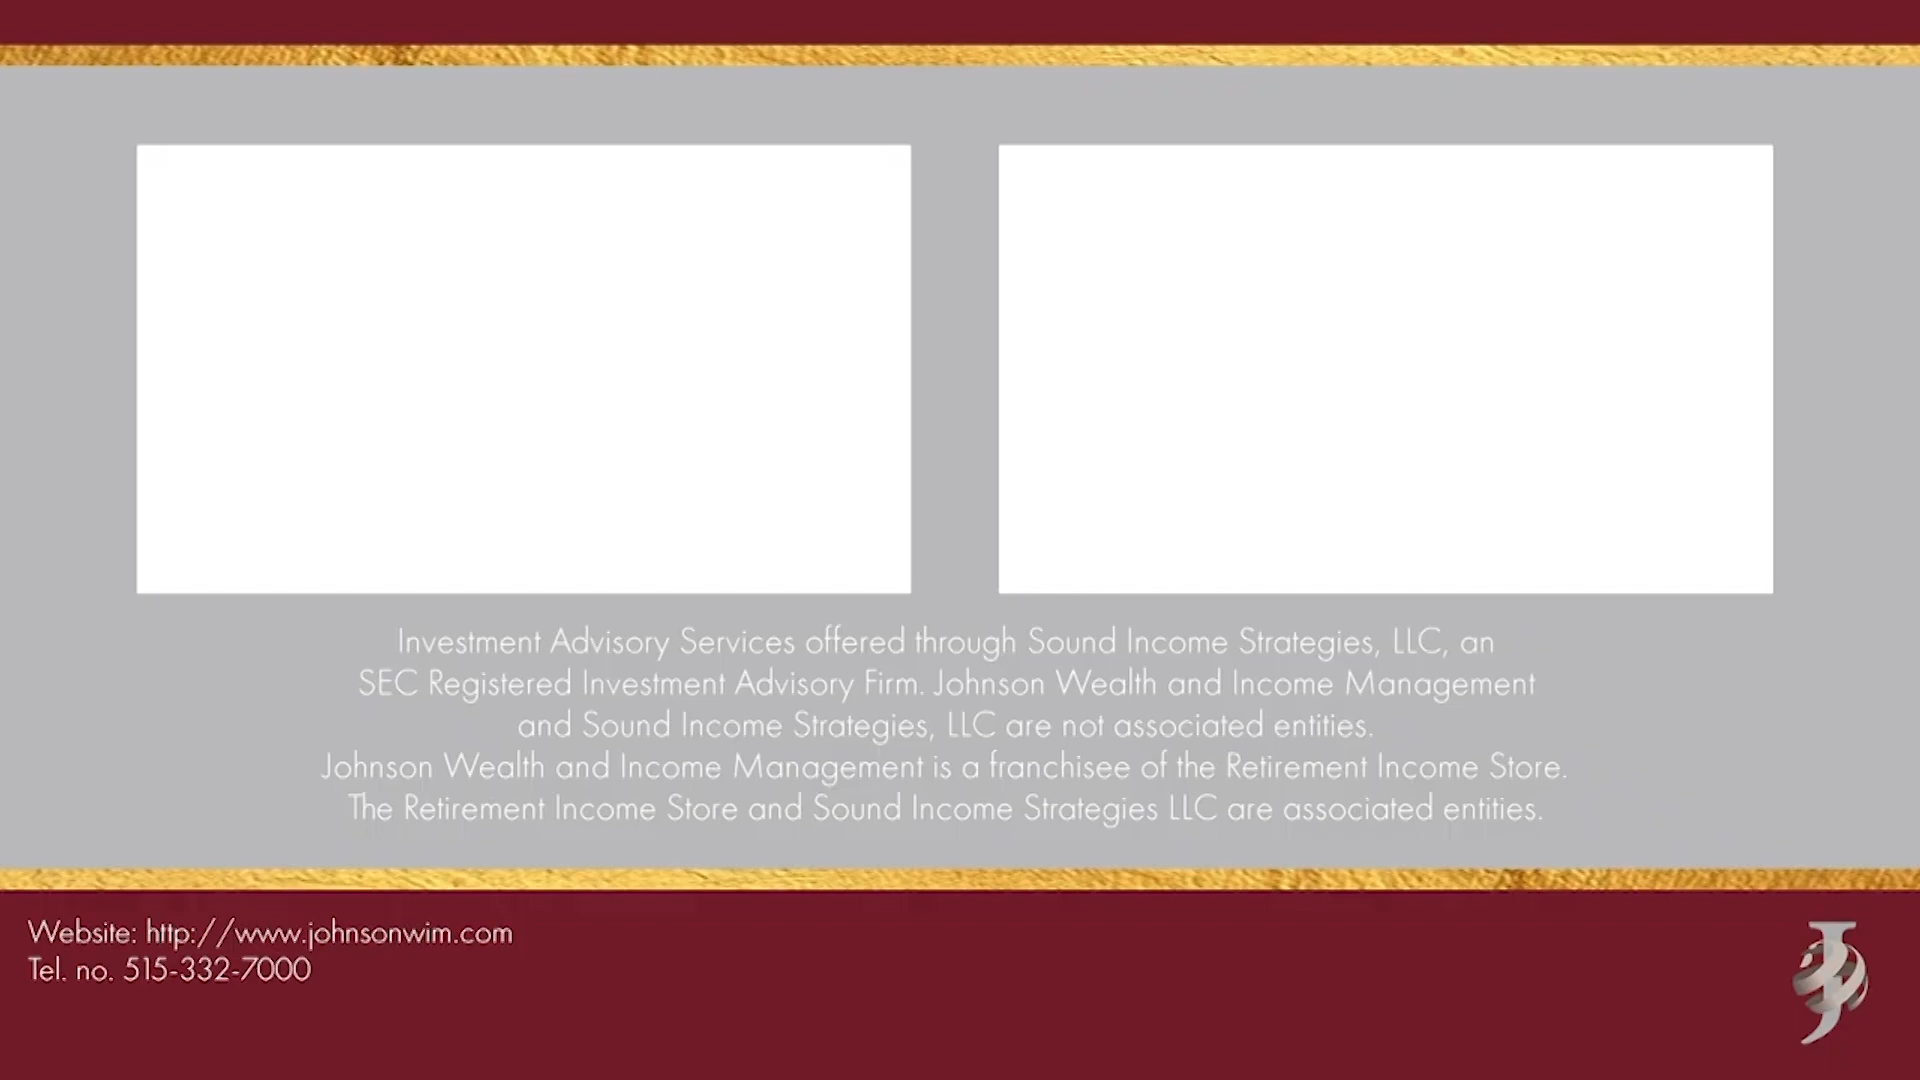 Investment Advisory Services offered through Sound Income Strategies, LLC, an
SEC Registered Investment Advisory Firm. Johnson Wealth and Income Management
and Sound Income Strategies, LLC are not associated entities.
Johnson Wealth and Income Management is a franchisee of the Retirement Income Store.
The Retirement Income Store and Sound Income Strategies LLC are associated entities.
Website: http://www.johnsonwim.com
Tel. no. 515-332-7000
J